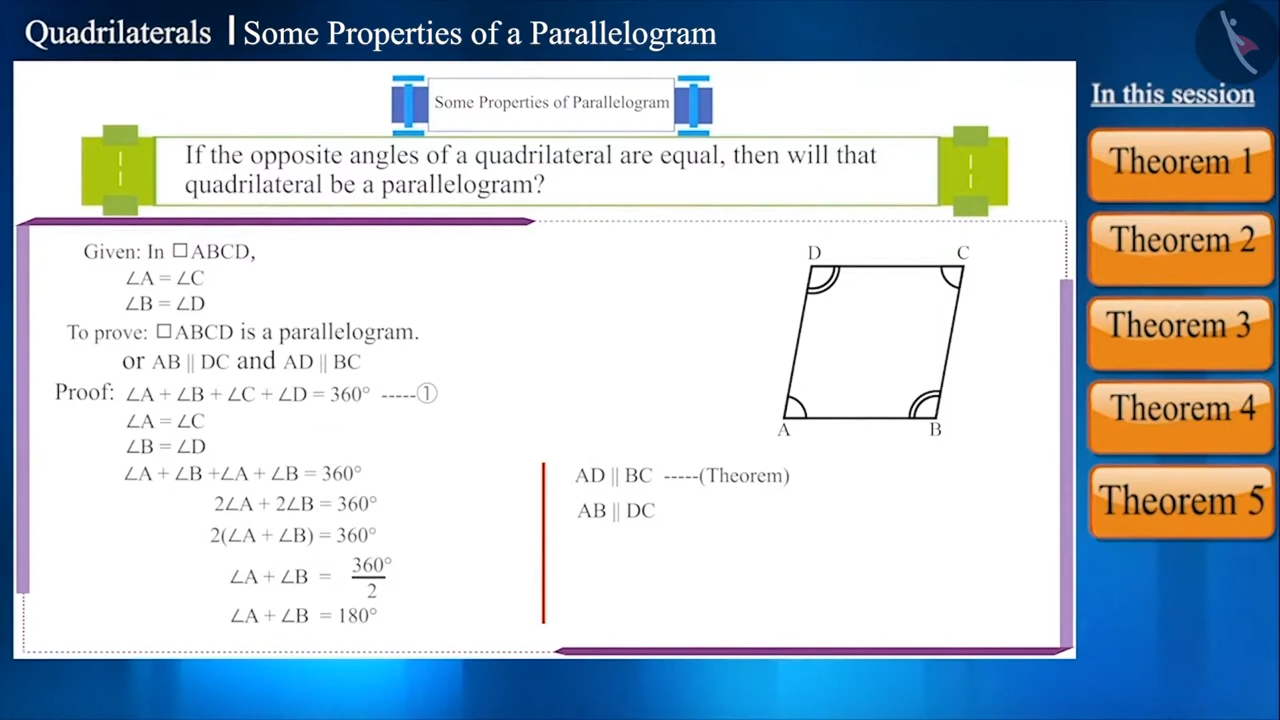 Quadrilaterals | Some Properties of a Parallelogram
Some Properties of Parallelogram
If the opposite angles of a quadrilateral are equal, then will that
quadrilateral be a parallelogram?
Given: In □ABCD,
∠A = ∠C
∠B = ∠D
To prove: □ABCD is a parallelogram.
or AB || DC and AD || BC
Proof: ∠A + ∠B + ∠C + ∠D = 360° -----①
∠A = ∠C
∠B = ∠D
∠A + ∠B +∠A + ∠B = 360°
2∠A + 2∠B = 360°
2(∠A + ∠B) = 360°
∠A + ∠B = 360°/2
∠A + ∠B = 180°
D C
A B
AD || BC -----(Theorem)
AB || DC
In this session
Theorem 1
Theorem 2
Theorem 3
Theorem 4
Theorem 5